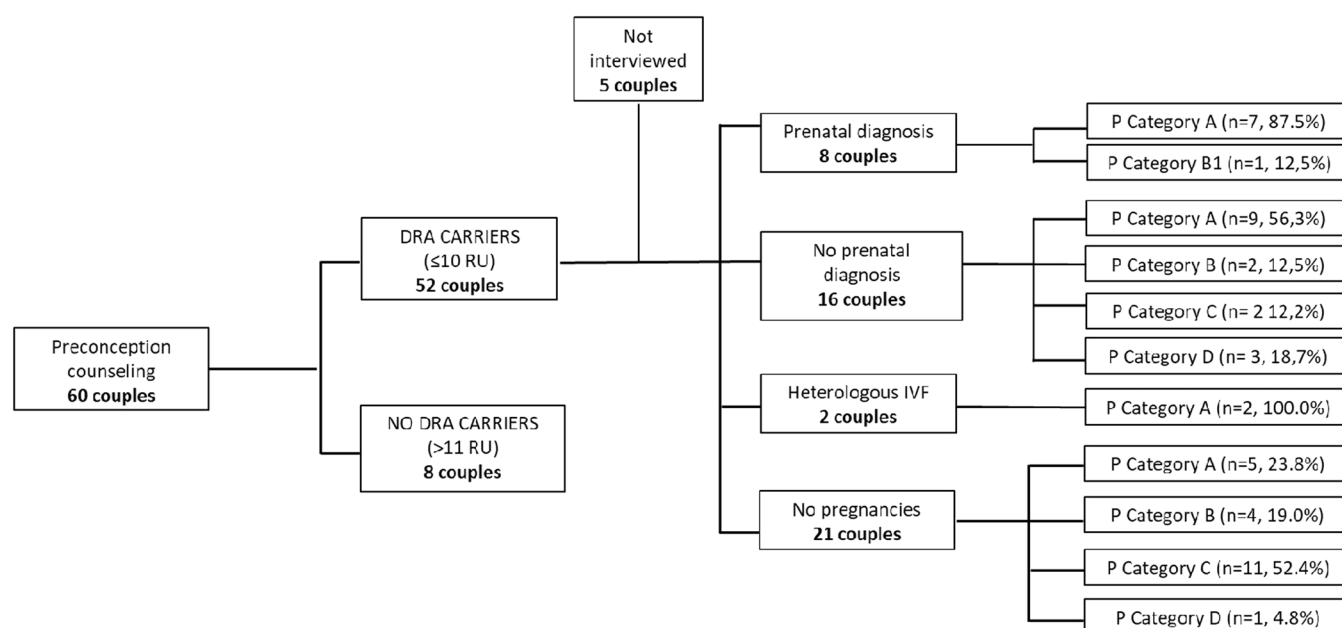 Not
interviewed
5 couples
Prenatal diagnosis
8 couples
P Category A (n=7, 87.5%)
P Category B1 (n=1, 12,5%)
DRA CARRIERS
(≤10 RU)
52 couples
No prenatal
diagnosis
16 couples
P Category A (n=9, 56,3%)
P Category B (n=2, 12,5%)
P Category C (n= 2 12,2%)
P Category D (n= 3, 18,7%)
Preconception
counseling
60 couples
Heterologous IVF
2 couples
P Category A (n=2, 100.0%)
NO DRA CARRIERS
(>11 RU)
8 couples
No pregnancies
21 couples
P Category A (n=5, 23.8%)
P Category B (n=4, 19.0%)
P Category C (n=11, 52.4%)
P Category D (n=1, 4.8%)